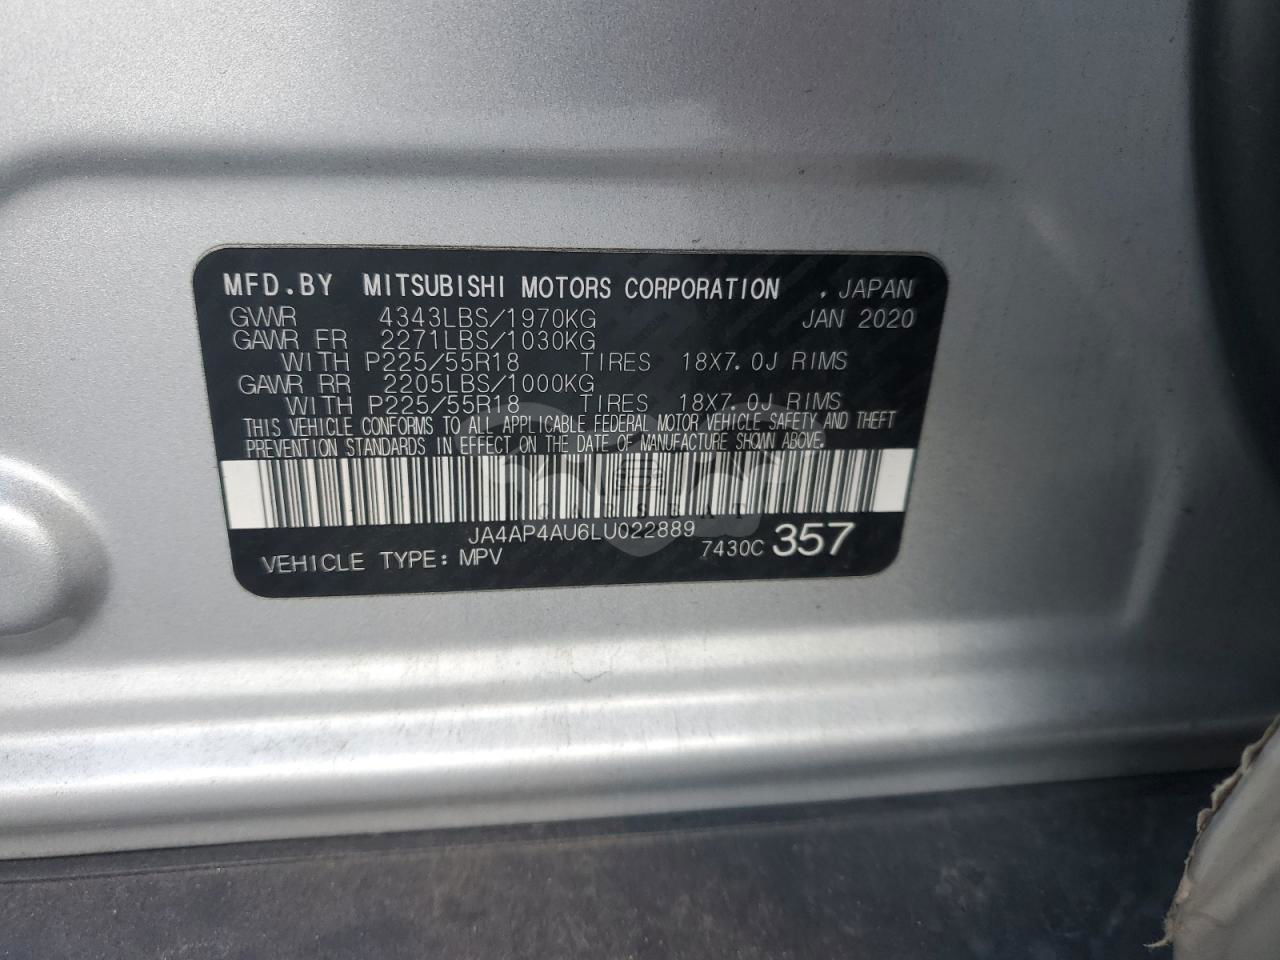 MFD.BY MITSUBISHI MOTORS CORPORATION . JAPAN
GVWR 4343LBS/1970KG JAN 2020
GAWR FR 2271LBS/1030KG
WITH P225/55R18 TIRES 18X7.0J RIMS
GAWR RR 2205LBS/1000KG
WITH P225/55R18 TIRES 18X7.0J RIMS
THIS VEHICLE CONFORMS TO ALL APPLICABLE FEDERAL MOTOR VEHICLE SAFETY AND THEFT
PREVENTION STANDARDS IN EFFECT ON THE DATE OF MANUFACTURE SHOWN ABOVE.
JA4AP4AU6LU022889
VEHICLE TYPE: MPV 7430C 357